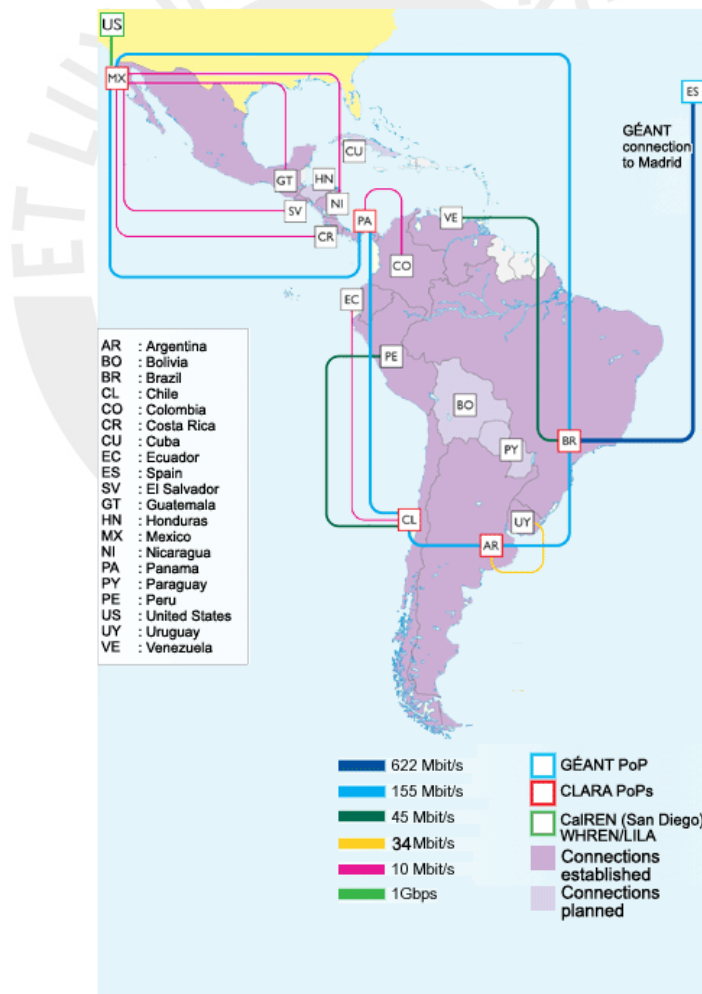 US
MX
ES
GÉANT
connection
to Madrid
CU
HN
GT
NI
SV
CR
PA
VE
CO
EC
PE
BO
BR
PY
CL
UY
AR
AR : Argentina
BO : Bolivia
BR : Brazil
CL : Chile
CO : Colombia
CR : Costa Rica
CU : Cuba
EC : Ecuador
ES : Spain
SV : El Salvador
GT : Guatemala
HN : Honduras
MX : Mexico
NI : Nicaragua
PA : Panama
PY : Paraguay
PE : Peru
US : United States
UY : Uruguay
VE : Venezuela
622 Mbit/s
155 Mbit/s
45 Mbit/s
34 Mbit/s
10 Mbit/s
1Gbps
GÉANT PoP
CLARA PoPs
CalREN (San Diego)
WHREN/LILA
Connections
established
Connections
planned
ET LU